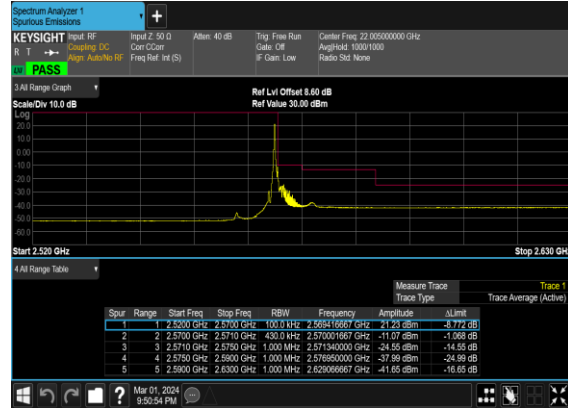 Spectrum Analyzer 1
Spurious Emissions
KEYSIGHT Input: RF Input Z: 50 Ω Atten: 40 dB Trig: Free Run Center Freq: 22.005000000 GHz
R T Coupling: DC Corr CCorr Gate: Off Avg|Hold: 1000/1000
Align: Auto/No RF Freq Ref: Int (S) IF Gain: Low Radio Std: None
PASS
3 All Range Graph Ref Lvl Offset 8.60 dB
Scale/Div 10.0 dB Ref Value 30.00 dBm
Log
20.0
10.0
0.00
-10.0
-20.0
-30.0
-40.0
-50.0
-60.0
Start 2.520 GHz Stop 2.630 GHz
4 All Range Table
Measure Trace Trace 1
Trace Type Trace Average (Active)
Spur Range Start Freq Stop Freq RBW Frequency Amplitude ΔLimit
1 1 2.5200 GHz 2.5700 GHz 100.0 kHz 2.569416667 GHz 21.23 dBm -8.772 dB
2 2 2.5700 GHz 2.5710 GHz 430.0 kHz 2.570001667 GHz -11.07 dBm -1.068 dB
3 3 2.5710 GHz 2.5750 GHz 1.000 MHz 2.571340000 GHz -24.55 dBm -14.55 dB
4 4 2.5750 GHz 2.5900 GHz 1.000 MHz 2.576950000 GHz -37.99 dBm -24.99 dB
5 5 2.5900 GHz 2.6300 GHz 1.000 MHz 2.629066667 GHz -41.65 dBm -16.65 dB
Mar 01, 2024
9:50:54 PM